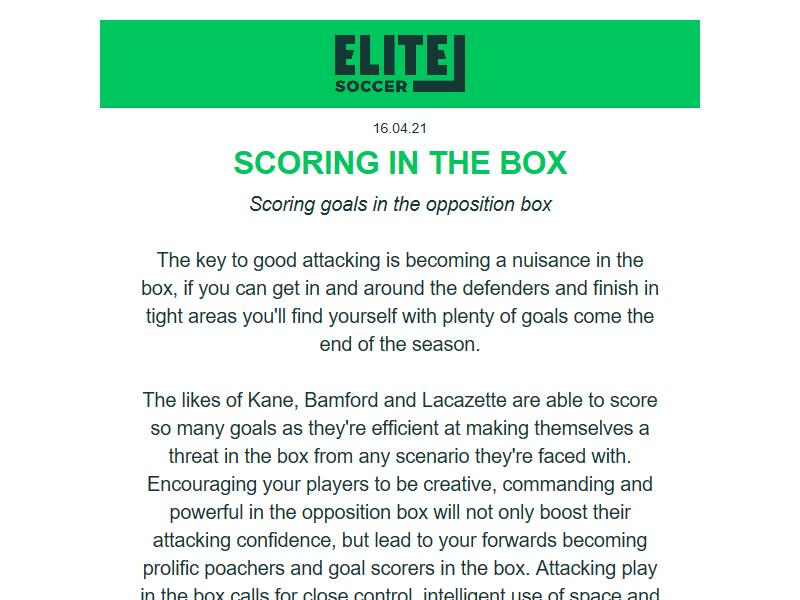 ELITE
SOCCER
16.04.21
SCORING IN THE BOX
Scoring goals in the opposition box
The key to good attacking is becoming a nuisance in the
box, if you can get in and around the defenders and finish in
tight areas you'll find yourself with plenty of goals come the
end of the season.
The likes of Kane, Bamford and Lacazette are able to score
so many goals as they're efficient at making themselves a
threat in the box from any scenario they're faced with.
Encouraging your players to be creative, commanding and
powerful in the opposition box will not only boost their
attacking confidence, but lead to your forwards becoming
prolific poachers and goal scorers in the box. Attacking play
in the box calls for close control, intelligent use of space and